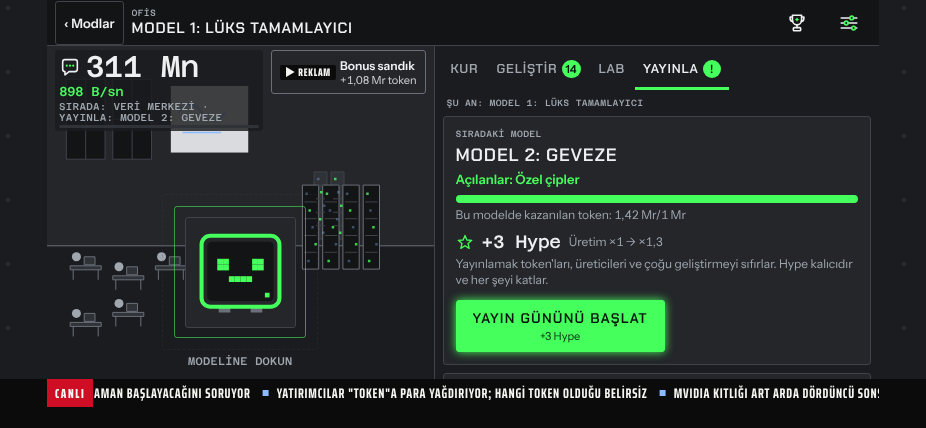 ‹ Modlar
OFİS
MODEL 1: LÜKS TAMAMLAYICI
311 Mn
898 B/sn
SIRADA: VERİ MERKEZİ ·
YAYINLA: MODEL 2: GEVEZE
▶ REKLAM
Bonus sandık
+1,08 Mr token
KUR GELİŞTİR 14 LAB YAYINLA !
ŞU AN: MODEL 1: LÜKS TAMAMLAYICI
SIRADAKİ MODEL
MODEL 2: GEVEZE
Açılanlar: Özel çipler
Bu modelde kazanılan token: 1,42 Mr/1 Mr
+3 Hype Üretim ×1 → ×1,3
Yayınlamak token'ları, üreticileri ve çoğu geliştirmeyi sıfırlar. Hype kalıcıdır
ve her şeyi katlar.
YAYIN GÜNÜNÜ BAŞLAT
+3 Hype
MODELİNE DOKUN
CANLI AMAN BAŞLAYACAĞINI SORUYOR ■ YATIRIMCILAR "TOKEN"A PARA YAĞDIRIYOR; HANGİ TOKEN OLDUĞU BELİRSİZ ■ MVIDIA KITLIĞI ART ARDA DÖRDÜNCÜ SON